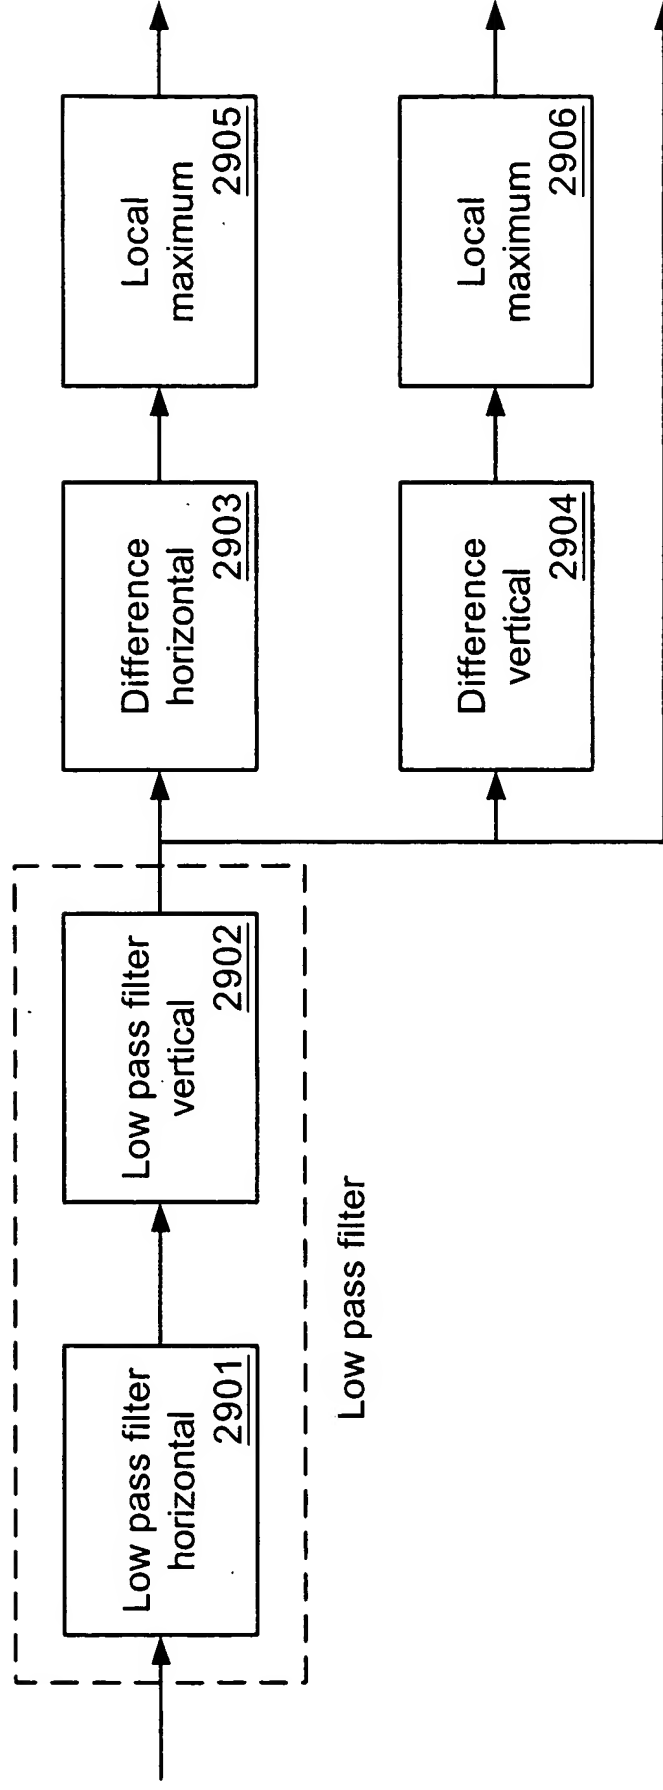 Low pass filter
horizontal
2901
Low pass filter
vertical
2902
Low pass filter
Difference
horizontal
2903
Local
maximum
2905
Difference
vertical
2904
Local
maximum
2906